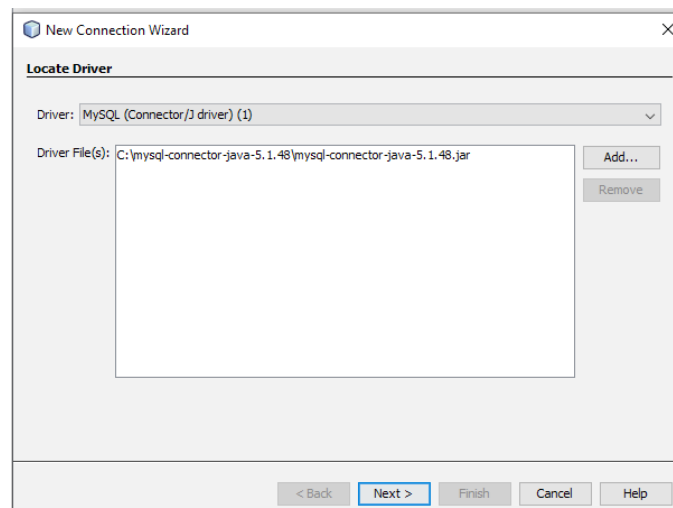 New Connection Wizard
Locate Driver
Driver: MySQL (Connector/J driver) (1)
Driver File(s): C:\mysql-connector-java-5.1.48\mysql-connector-java-5.1.48.jar
Add...
Remove
< Back Next > Finish Cancel Help